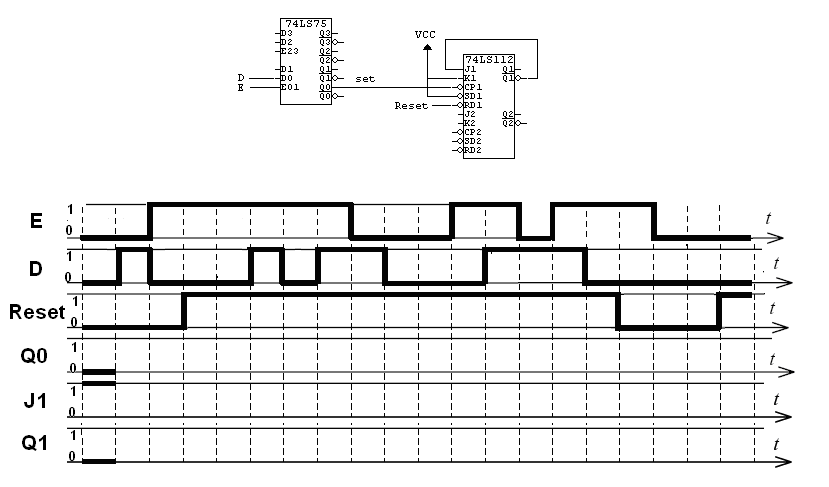 74LS75
D3 Q3
D2 Q3
E23 Q2
Q2
D1 Q1
D D0 Q1 set
E E01 Q0
Q0
VCC
74LS112
J1 Q1
K1 Q1
CP1
SD1
Reset RD1
J2 Q2
K2 Q2
CP2
SD2
RD2
E 1 0 t
D 1 0 t
Reset 1 0 t
Q0 1 0 t
J1 1 0 t
Q1 1 0 t